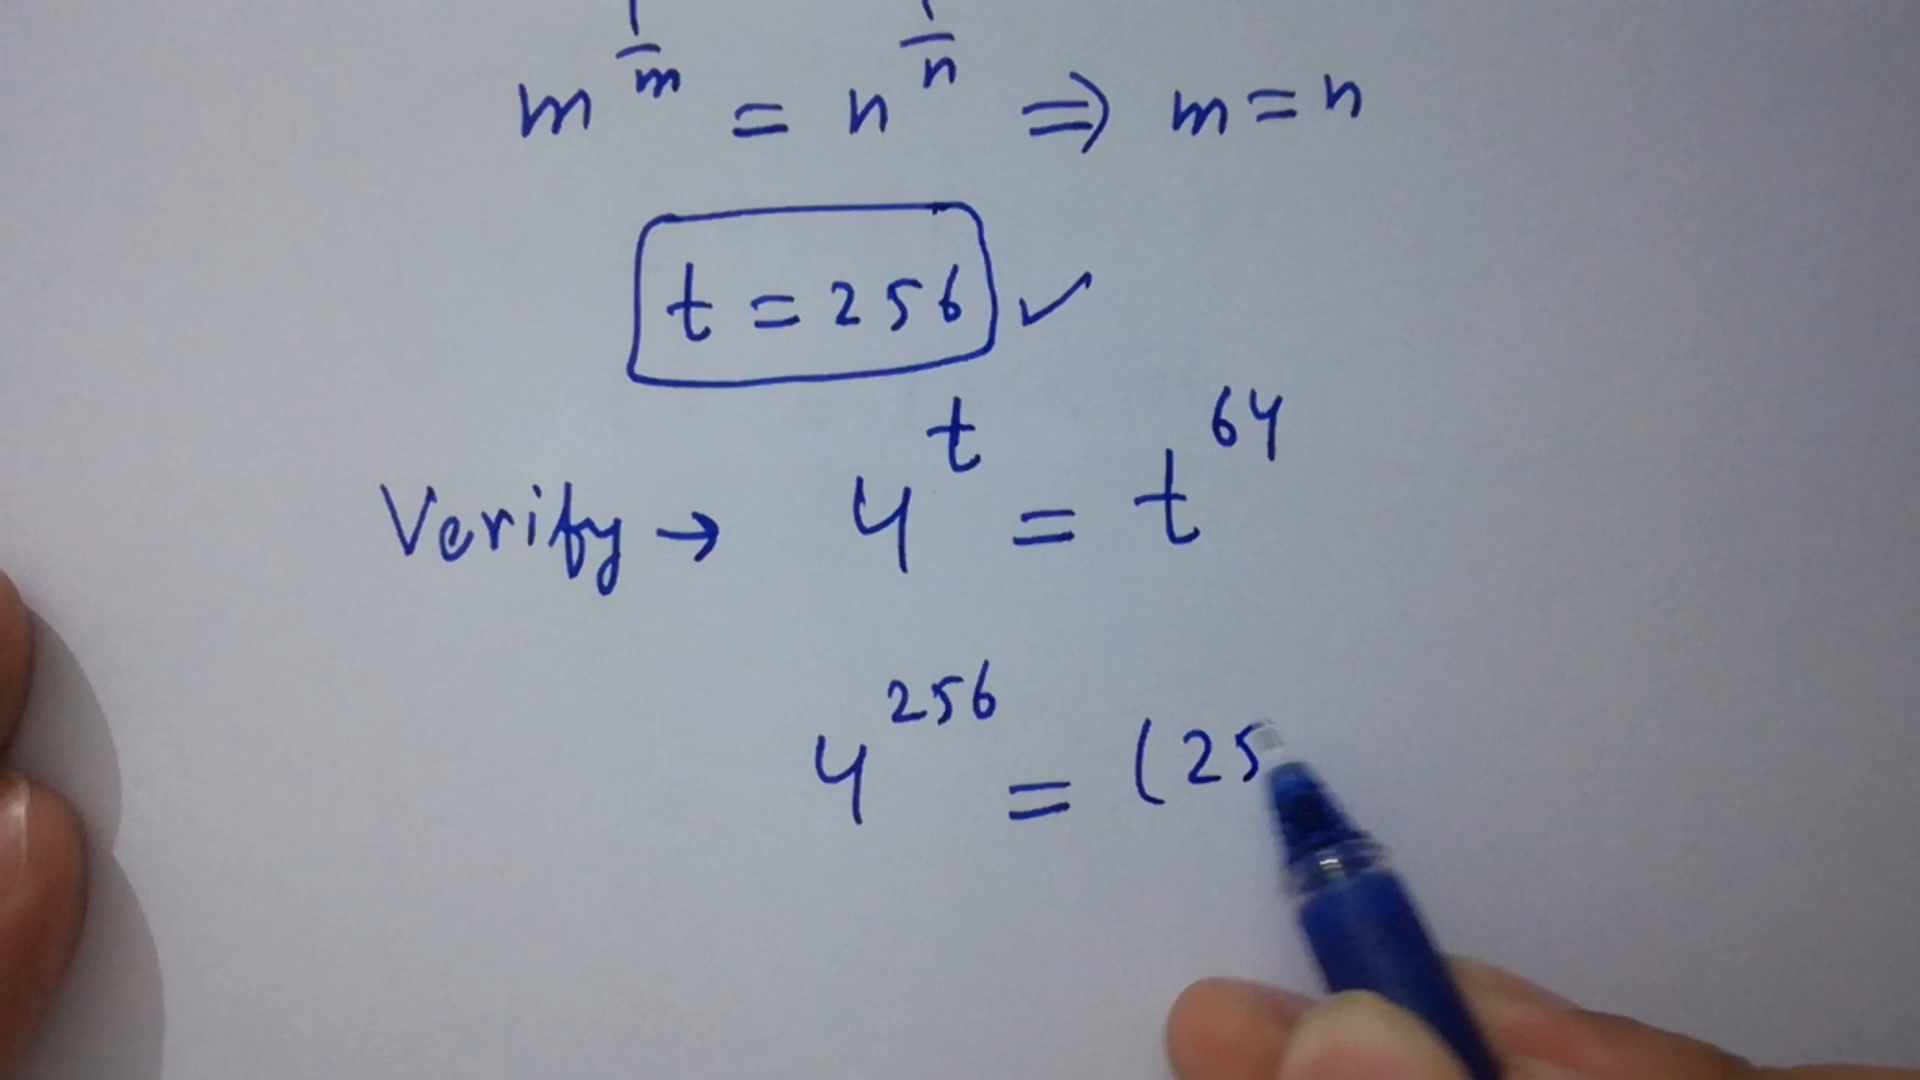 m^(1/m) = n^(1/n) ⇒ m = n
t = 256 ✓
Verify → 4^t = t^64
4^256 = (25